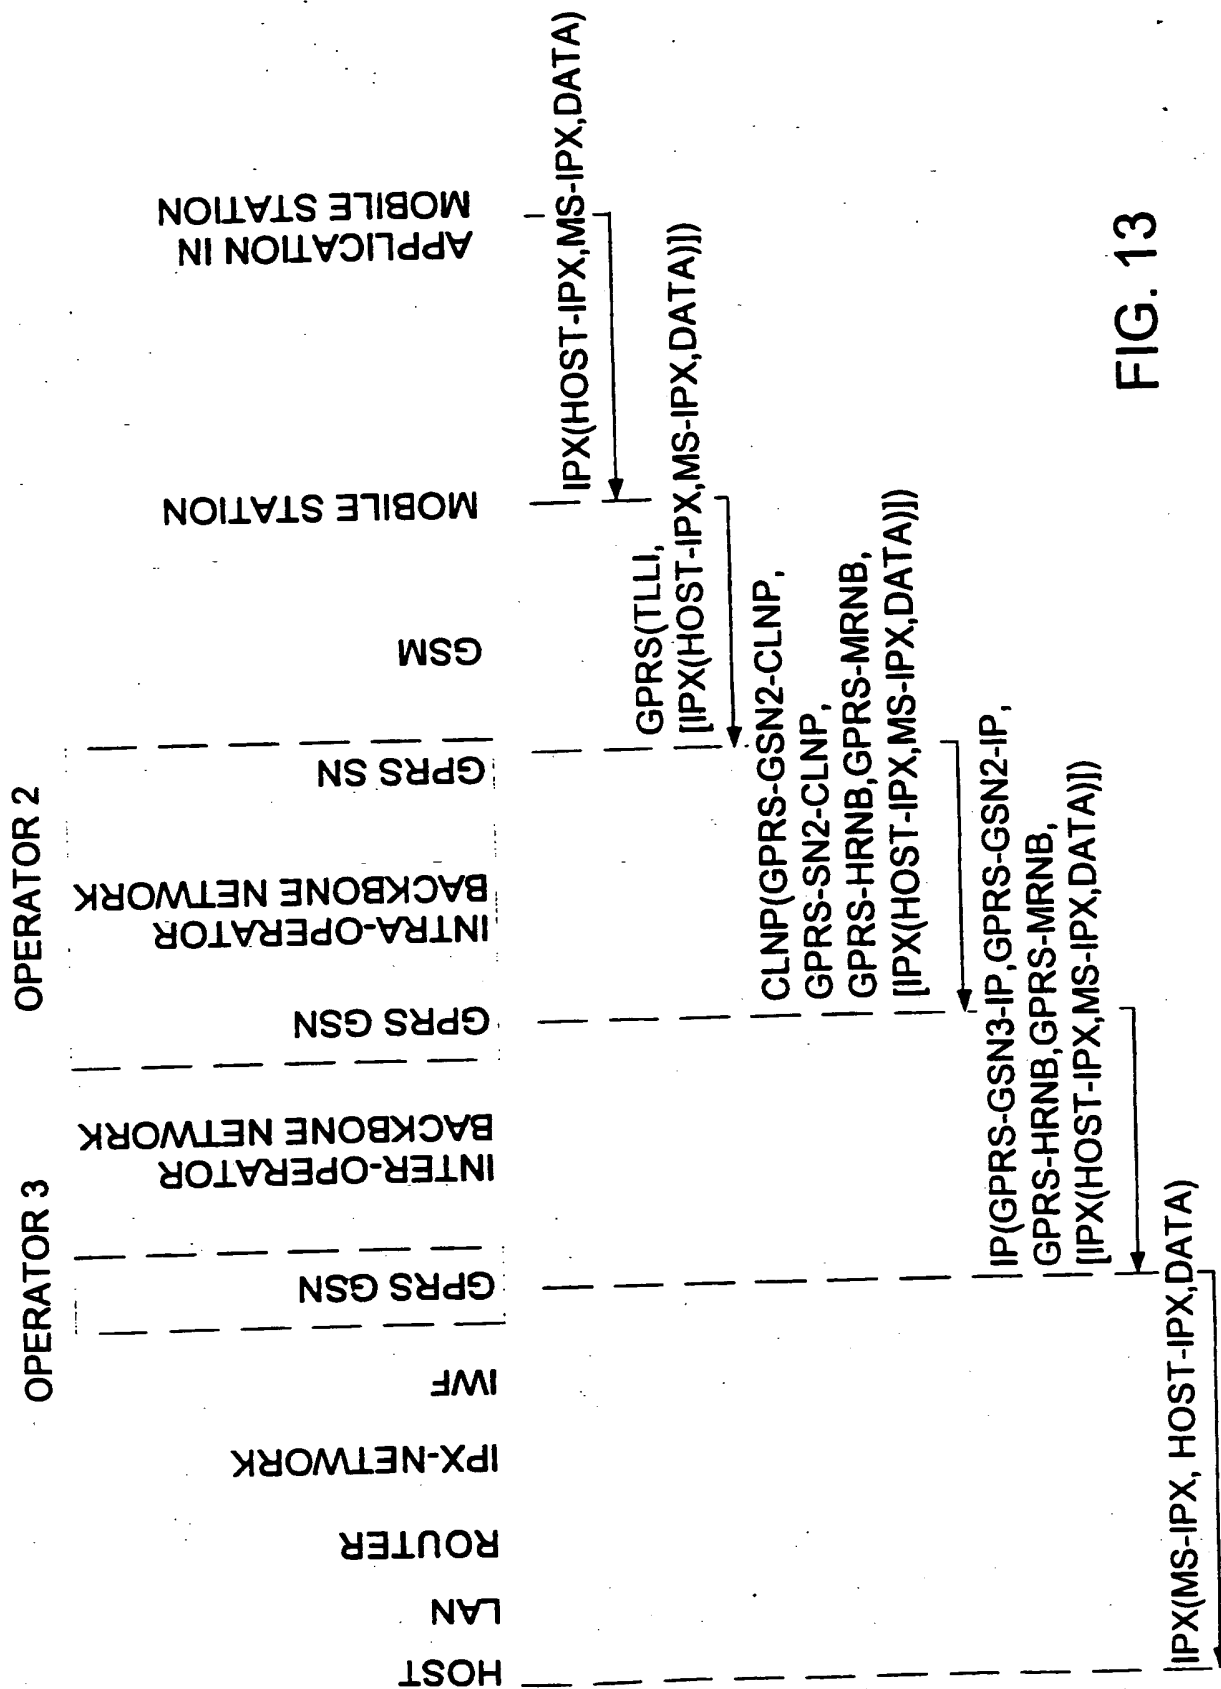 OPERATOR 3
OPERATOR 2
HOST
LAN
ROUTER
IPX-NETWORK
IWF
GPRS GSN
INTER-OPERATOR
BACKBONE NETWORK
GPRS GSN
INTRA-OPERATOR
BACKBONE NETWORK
GPRS SN
GSM
MOBILE STATION
APPLICATION IN
MOBILE STATION
IPX(HOST-IPX,MS-IPX,DATA)
GPRS(TLLI,
[IPX(HOST-IPX,MS-IPX,DATA)])
CLNP(GPRS-GSN2-CLNP,
GPRS-SN2-CLNP,
GPRS-HRNB,GPRS-MRNB,
[IPX(HOST-IPX,MS-IPX,DATA)])
IP(GPRS-GSN3-IP,GPRS-GSN2-IP,
GPRS-HRNB,GPRS-MRNB,
[IPX(HOST-IPX,MS-IPX,DATA)])
IPX(MS-IPX, HOST-IPX,DATA)
FIG. 13